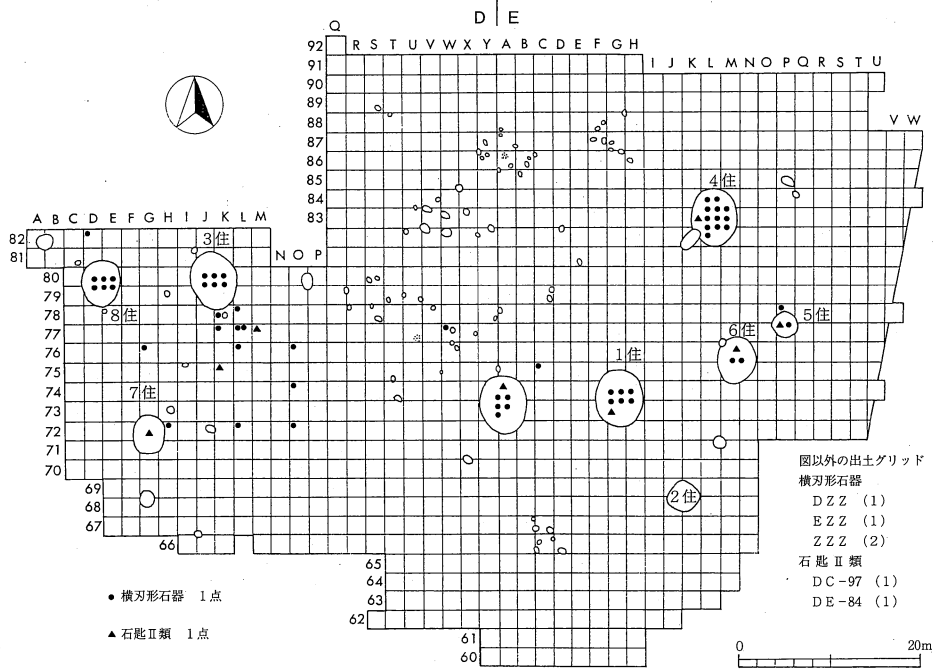 D E
Q
92 R S T U V W X Y A B C D E F G H
91 I J K L M N O P Q R S T U
90
89
88 V W
87
86
85
84 4住
83
A B C D E F G H I J K L M
82 3住
81 N O P
80
79
78 8住 5住
77 6住
76 1住
75
74 7住
73
72
71 図以外の出土グリッド
70 横刃形石器
69 2住 DZZ (1)
68 EZZ (1)
67 ZZZ (2)
66 石匙Ⅱ類
65 DC-97 (1)
64 DE-84 (1)
● 横刃形石器 1点
63
62
▲ 石匙Ⅱ類 1点
61
60 0 20m